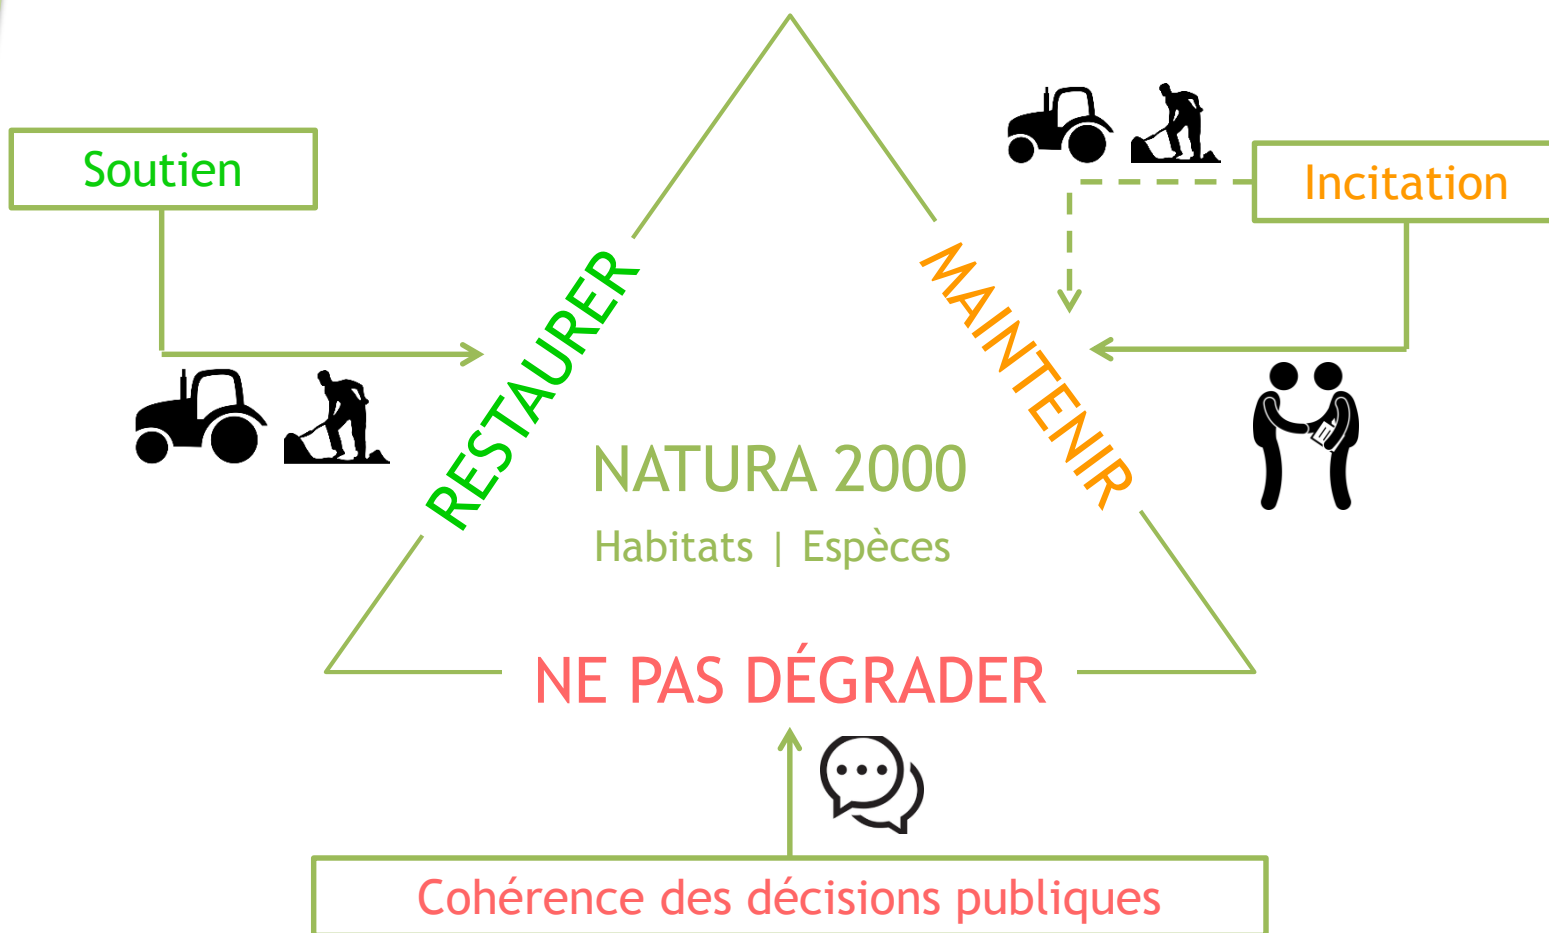 Soutien
Incitation
RESTAURER
MAINTENIR
NATURA 2000
Habitats | Espèces
NE PAS DÉGRADER
Cohérence des décisions publiques